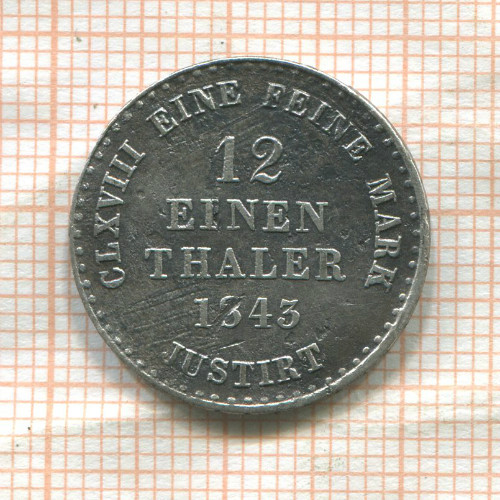 CLXVIII EINE FEINE MARK
12
EINEN
THALER
1843
JUSTIRT